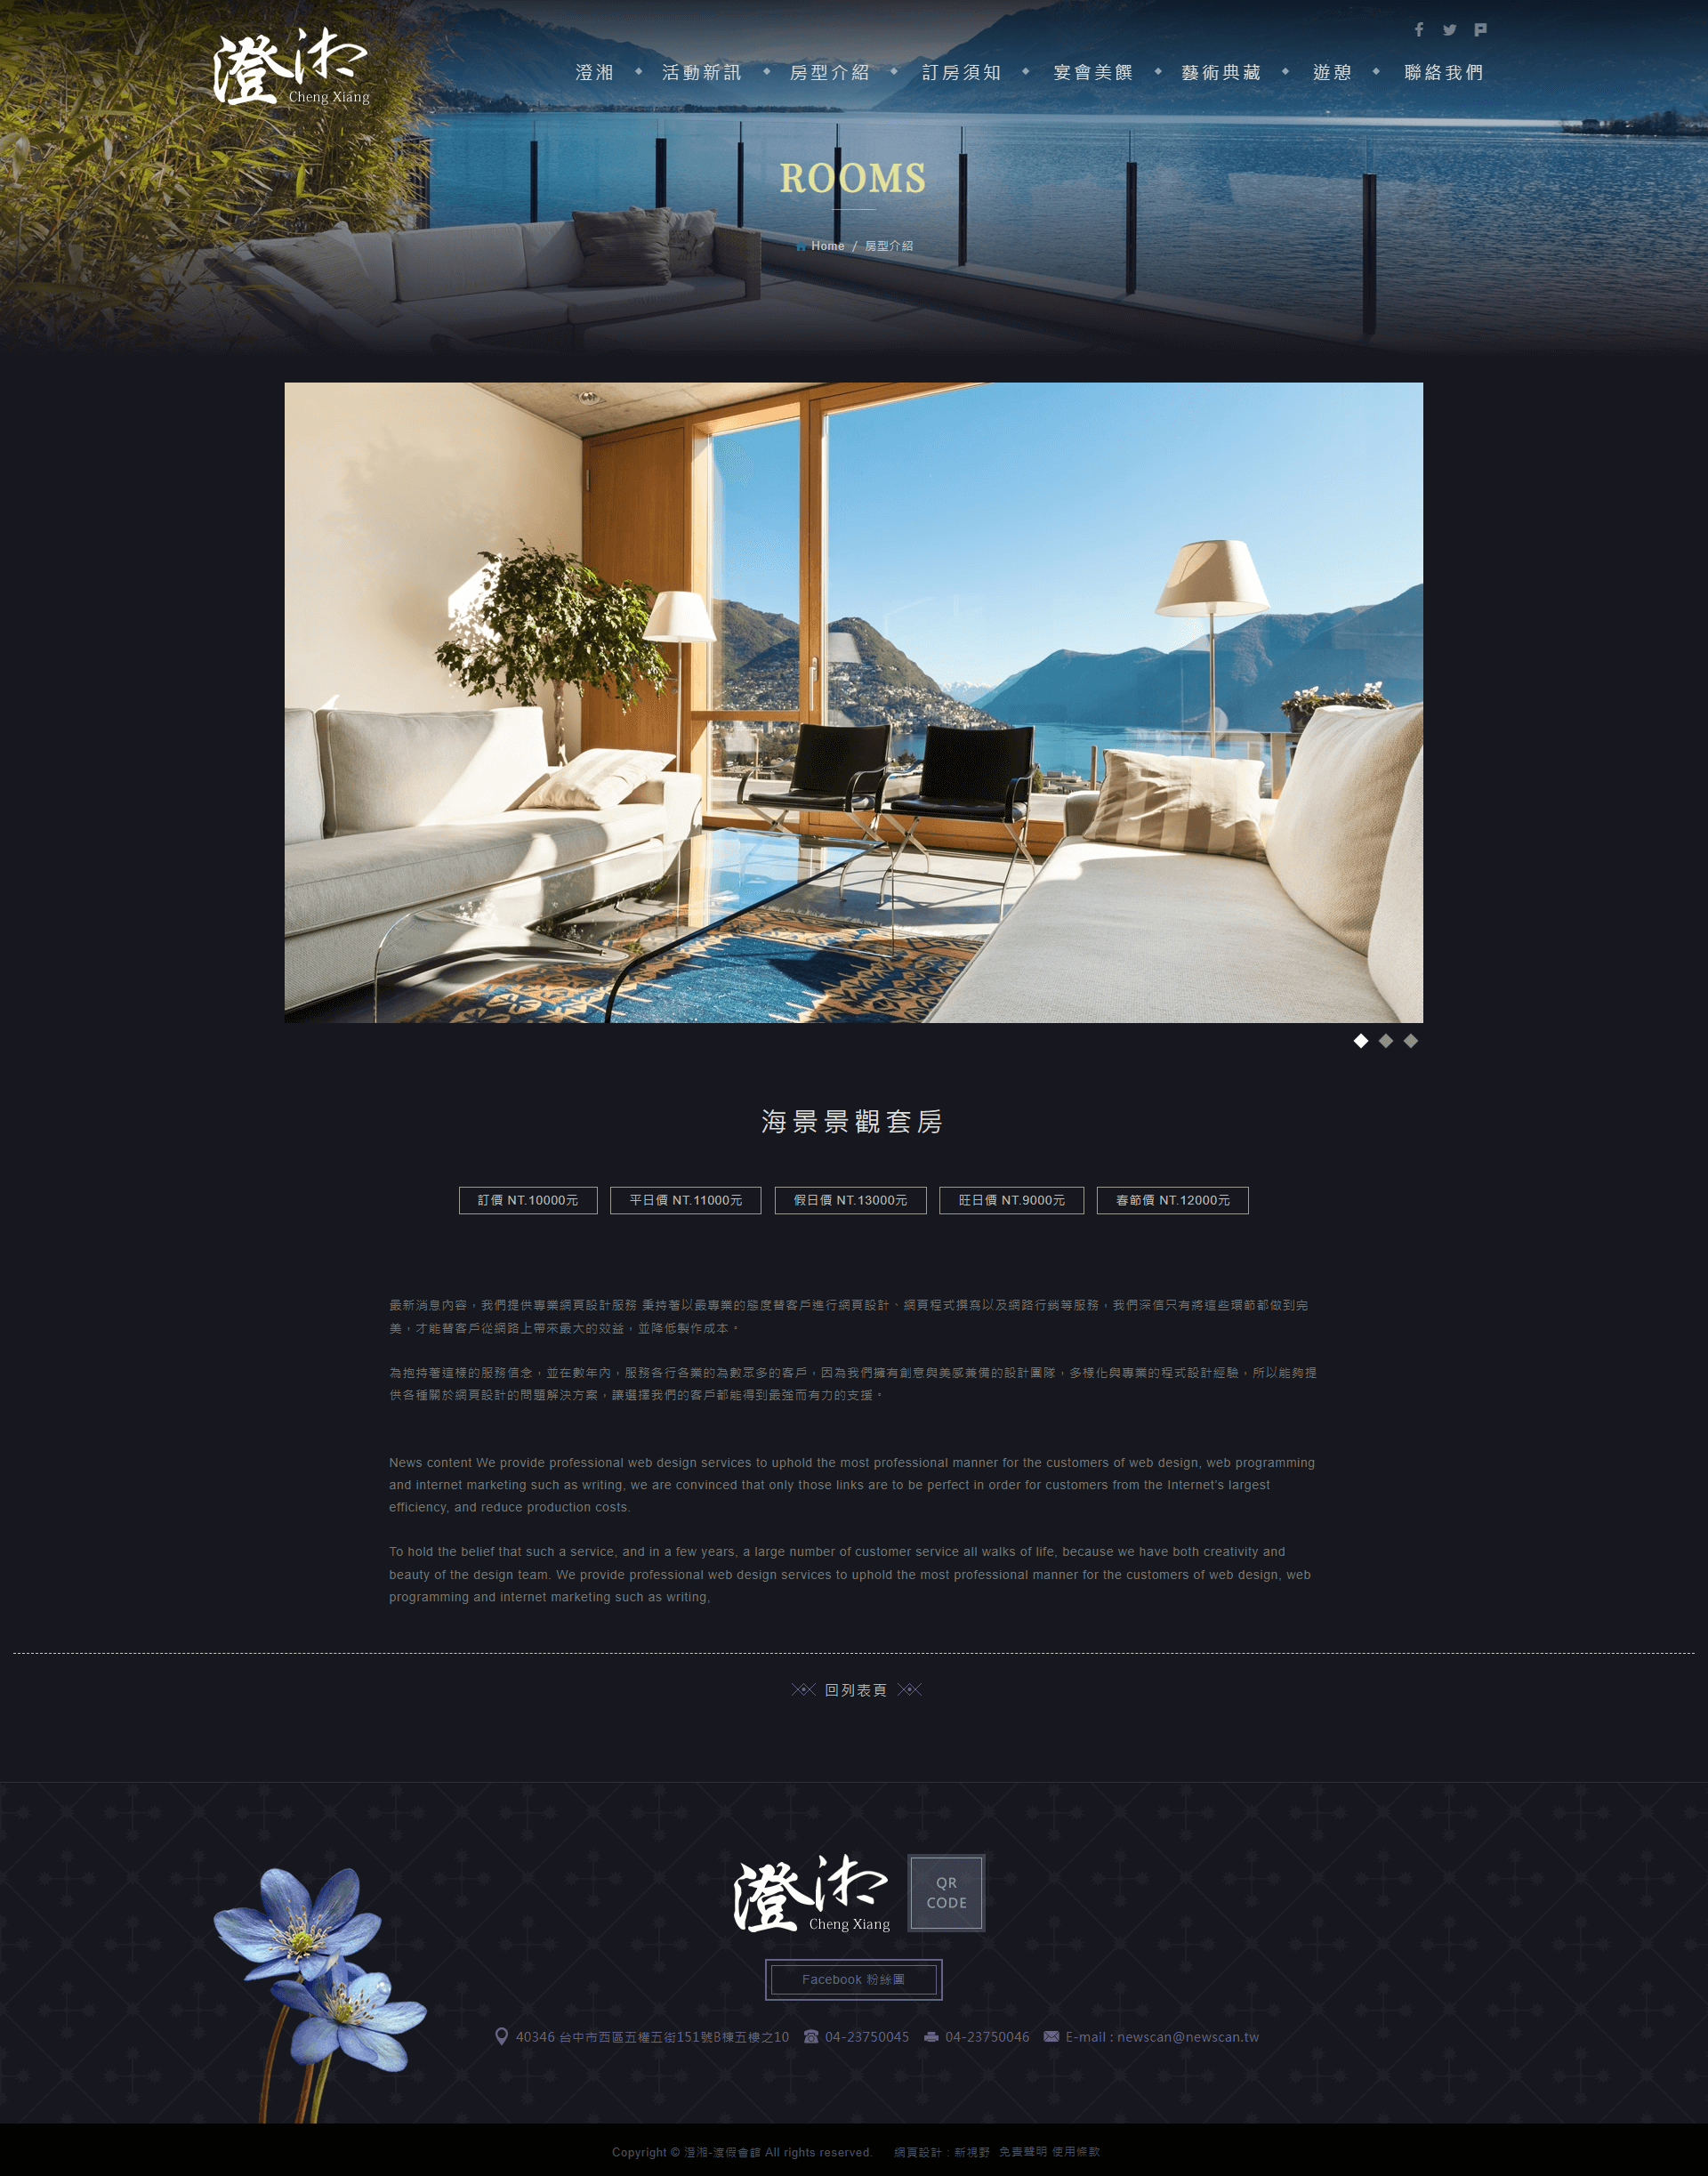 澄湘
Cheng Xiang
澄湘 活動新訊 房型介紹 訂房須知 宴會美饌 藝術典藏 遊憩 聯絡我們
ROOMS
Home / 房型介紹
海景景觀套房
訂價 NT.10000元 平日價 NT.11000元 假日價 NT.13000元 旺日價 NT.9000元 春節價 NT.12000元
最新消息內容，我們提供專業網頁設計服務 秉持著以最專業的態度替客戶進行網頁設計、網頁程式撰寫以及網路行銷等服務，我們深信只有將這些環節都做到完
美，才能替客戶從網路上帶來最大的效益，並降低製作成本。
為抱持著這樣的服務信念，並在數年內，服務各行各業的為數眾多的客戶，因為我們擁有創意與美感兼備的設計團隊，多樣化與專業的程式設計經驗，所以能夠提
供各種關於網頁設計的問題解決方案，讓選擇我們的客戶都能得到最強而有力的支援。
News content We provide professional web design services to uphold the most professional manner for the customers of web design, web programming
and internet marketing such as writing, we are convinced that only those links are to be perfect in order for customers from the Internet's largest
efficiency, and reduce production costs.
To hold the belief that such a service, and in a few years, a large number of customer service all walks of life, because we have both creativity and
beauty of the design team. We provide professional web design services to uphold the most professional manner for the customers of web design, web
programming and internet marketing such as writing,
回列表頁
澄湘
Cheng Xiang
QR
CODE
Facebook 粉絲團
40346 台中市西區五權五街151號B棟五樓之10 04-23750045 04-23750046 E-mail : newscan@newscan.tw
Copyright © 澄湘-渡假會館 All rights reserved. 網頁設計 : 新視野 免責聲明 使用條款